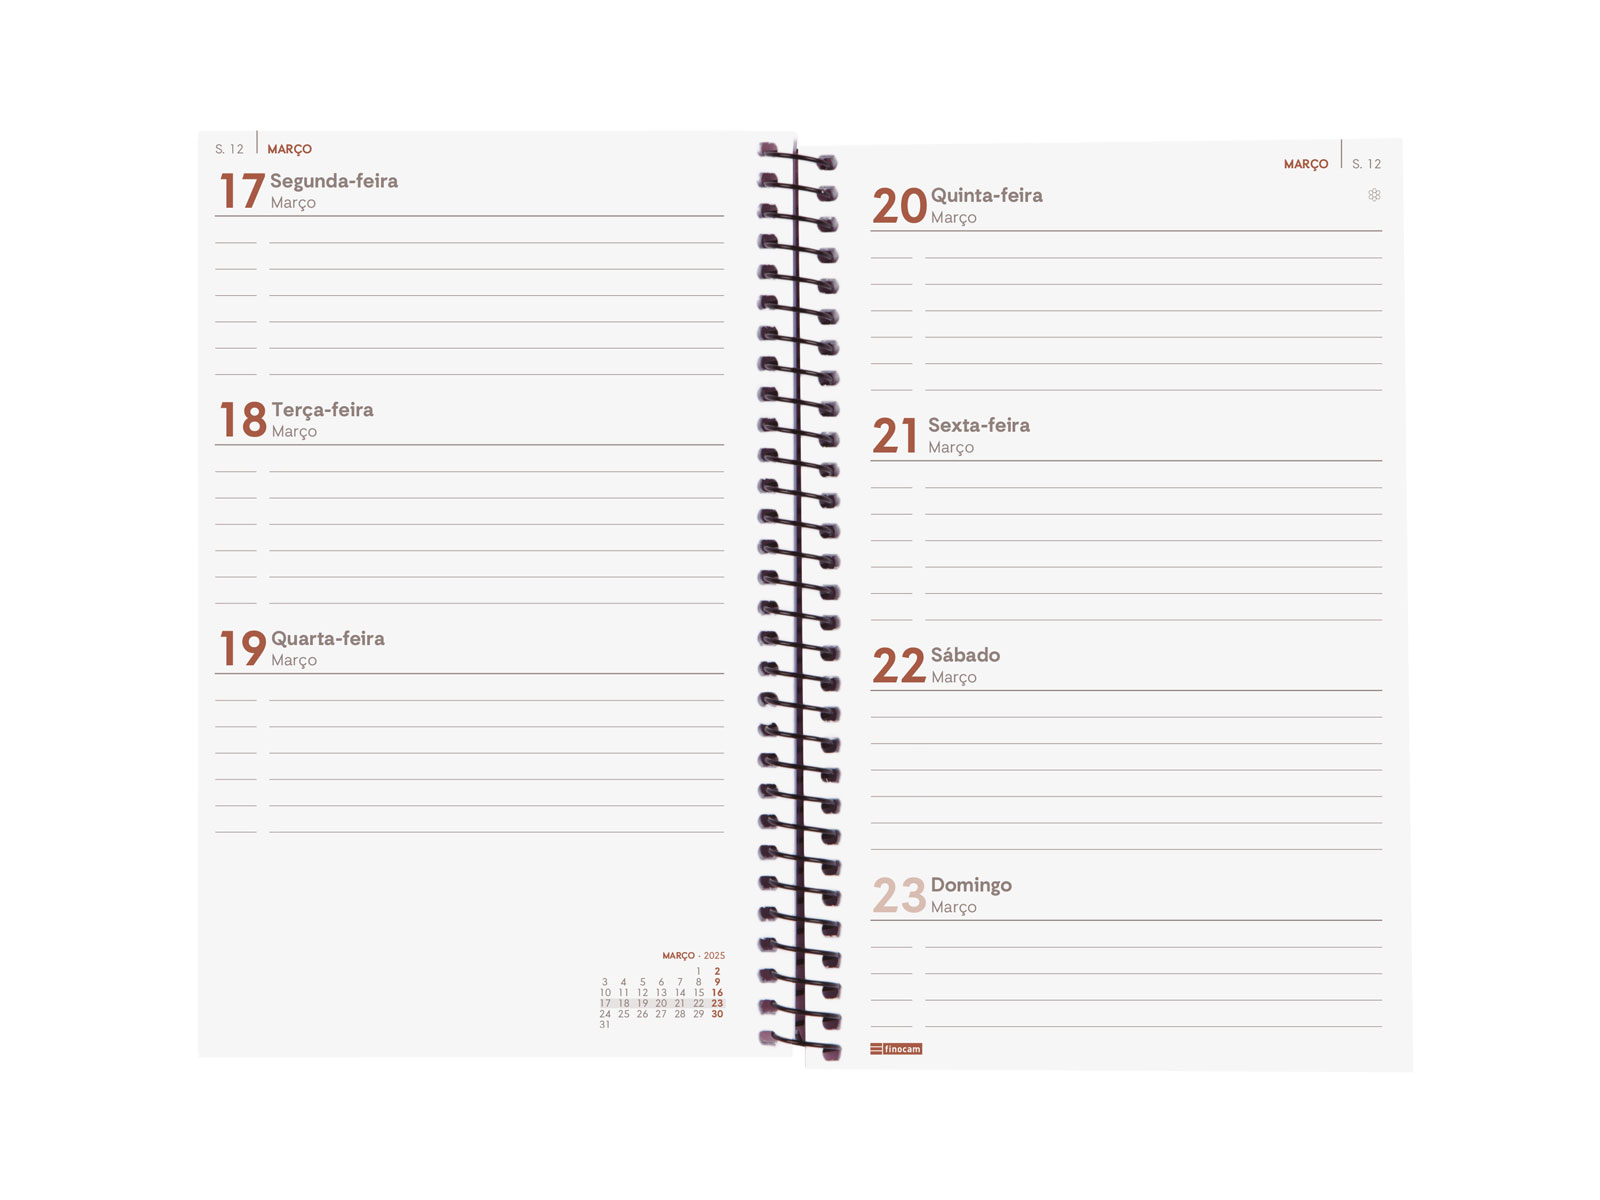 S. 12 MARÇO
17 Segunda-feira
Março
18 Terça-feira
Março
19 Quarta-feira
Março
MARÇO · 2025
1 2
3 4 5 6 7 8 9
10 11 12 13 14 15 16
17 18 19 20 21 22 23
24 25 26 27 28 29 30
31
MARÇO S. 12
20 Quinta-feira
Março
21 Sexta-feira
Março
22 Sábado
Março
23 Domingo
Março
finocam